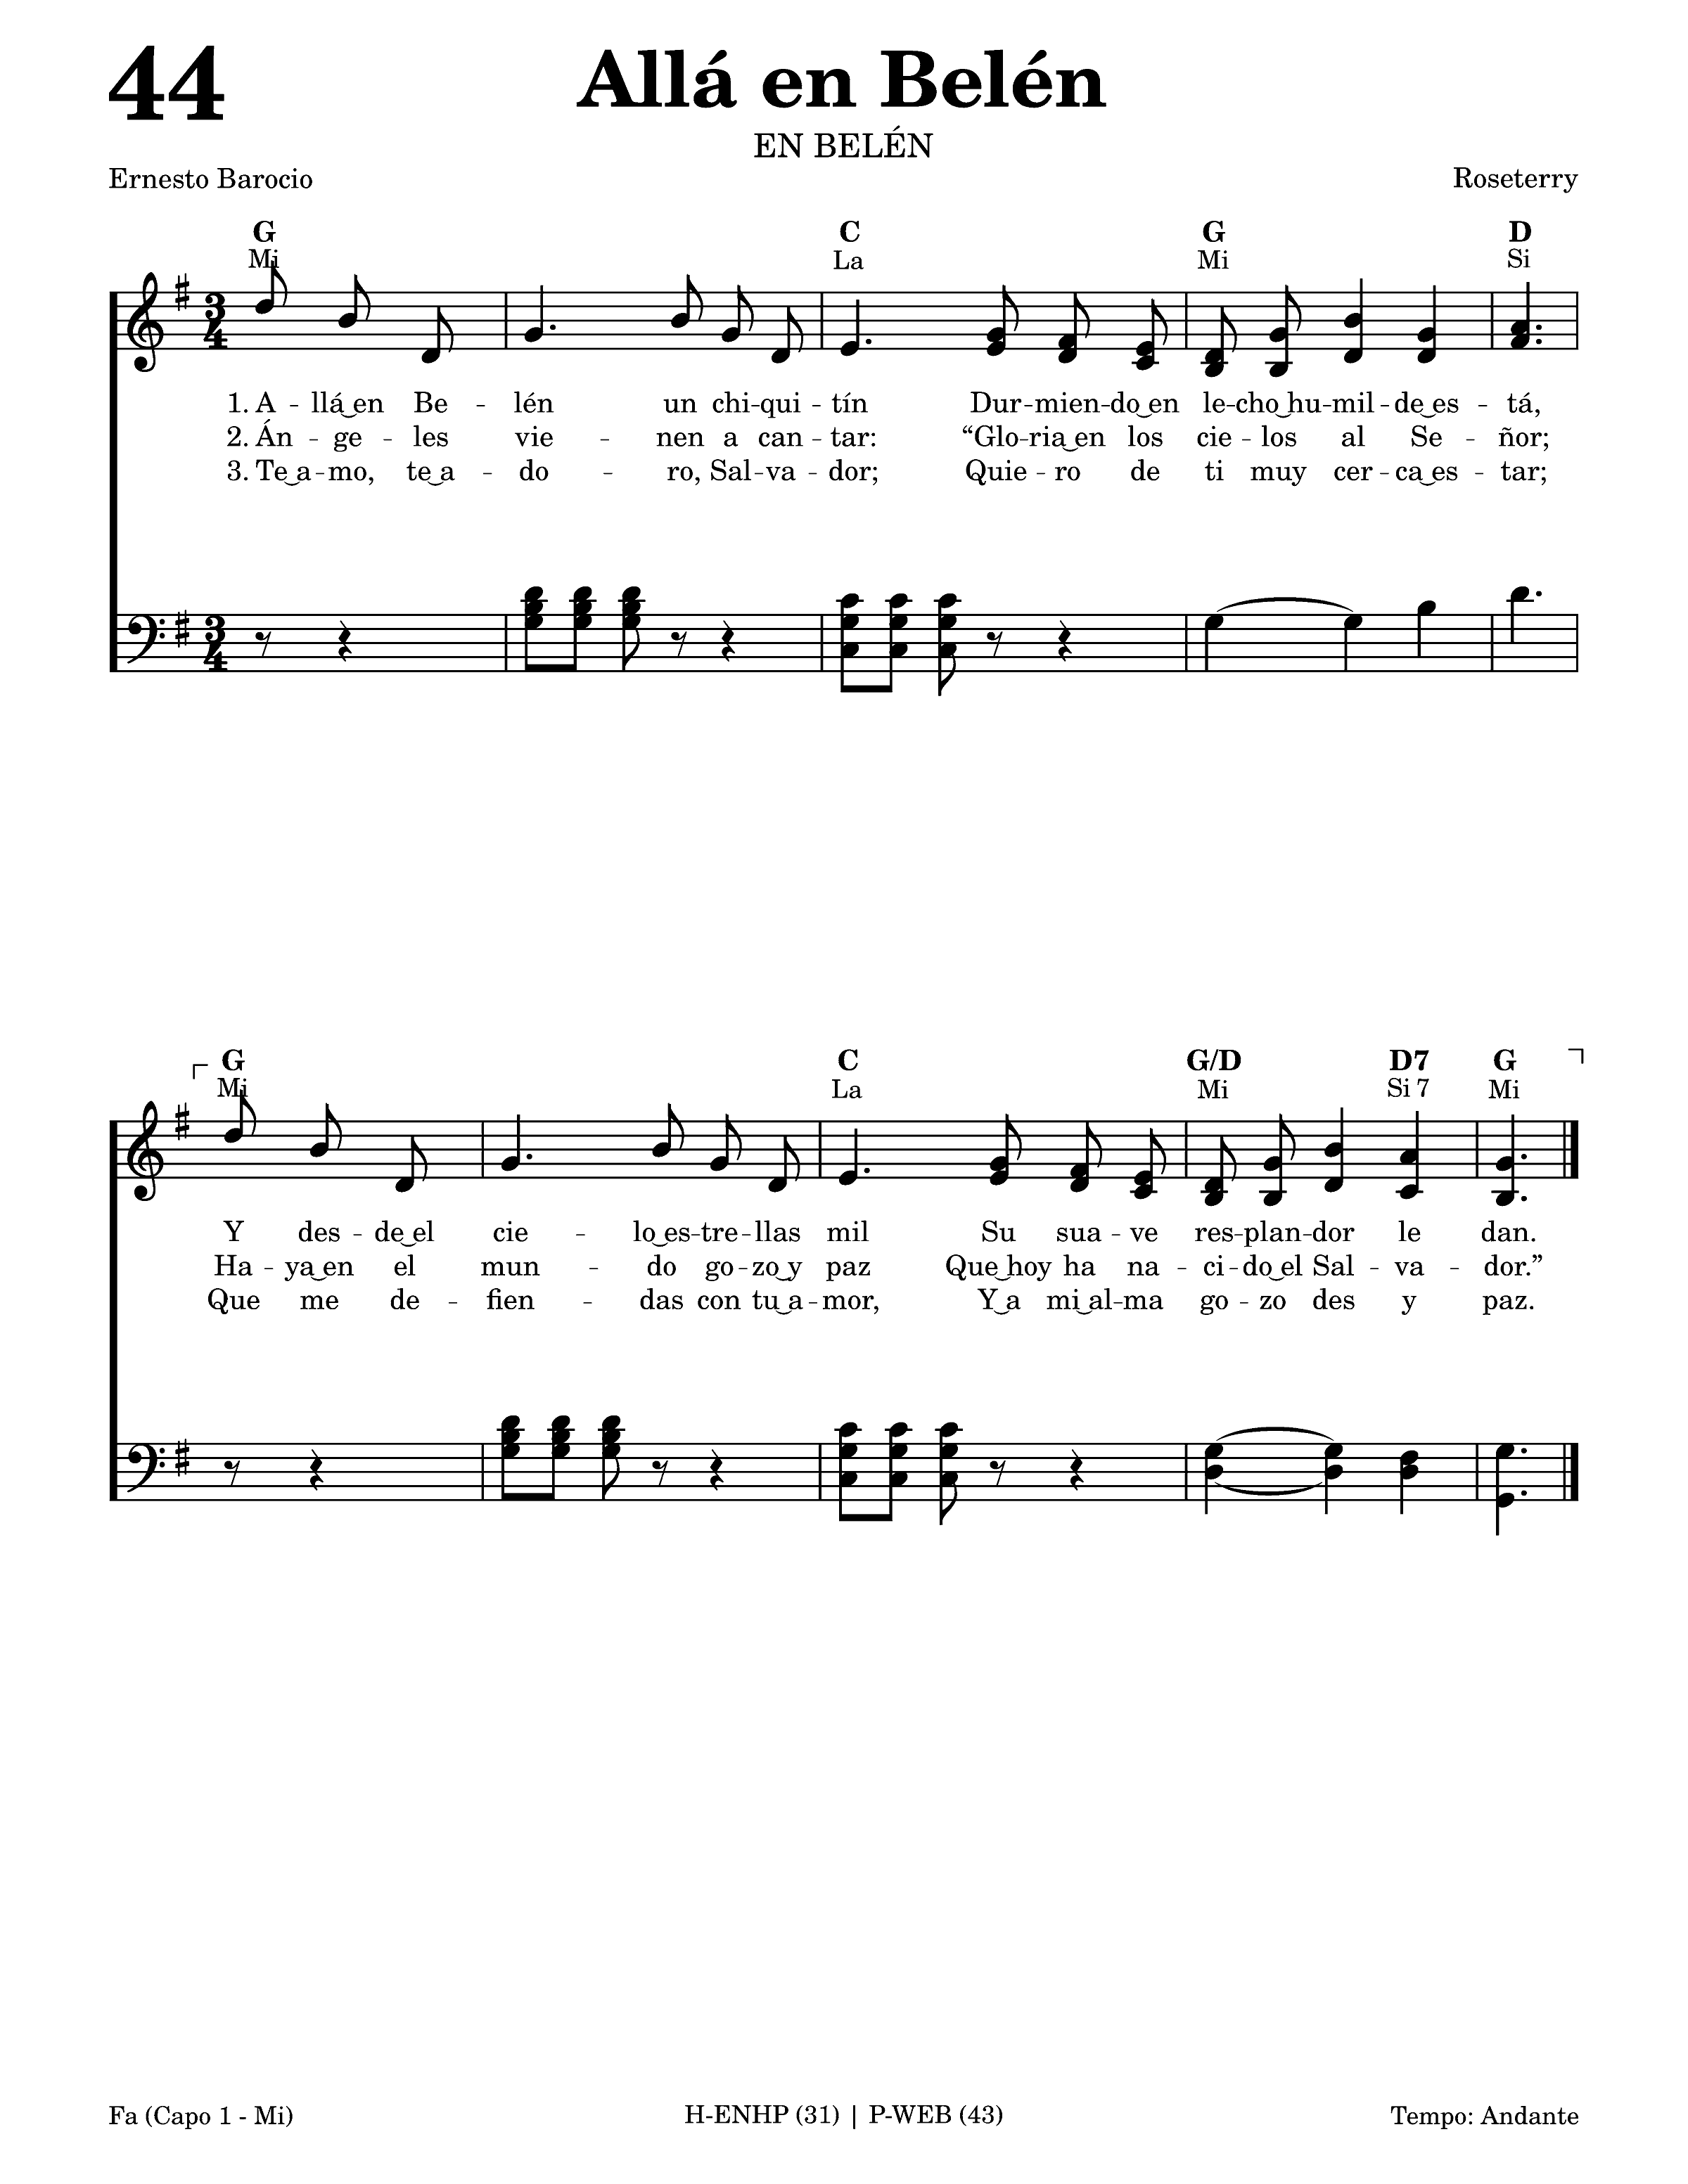 44
Allá en Belén
EN BELÉN
Ernesto Barocio
Roseterry
G C G D
Mi La Mi Si
1. A -- llá‿en Be -- lén un chi -- qui -- tín Dur -- mien -- do‿en le -- cho‿hu -- mil -- de‿es -- tá,
2. Án -- ge -- les vie -- nen a can -- tar: “Glo -- ria‿en los cie -- los al Se -- ñor;
3. Te‿a -- mo, te‿a -- do -- ro, Sal -- va -- dor; Quie -- ro de ti muy cer -- ca‿es -- tar;
G C G/D D7 G
Mi La Mi Si 7 Mi
Y des -- de‿el cie -- lo‿es -- tre -- llas mil Su sua -- ve res -- plan -- dor le dan.
Ha -- ya‿en el mun -- do go -- zo‿y paz Que‿hoy ha na -- ci -- do‿el Sal -- va -- dor.”
Que me de -- fien -- das con tu‿a -- mor, Y‿a mi‿al -- ma go -- zo des y paz.
Fa (Capo 1 - Mi)
H-ENHP (31) | P-WEB (43)
Tempo: Andante